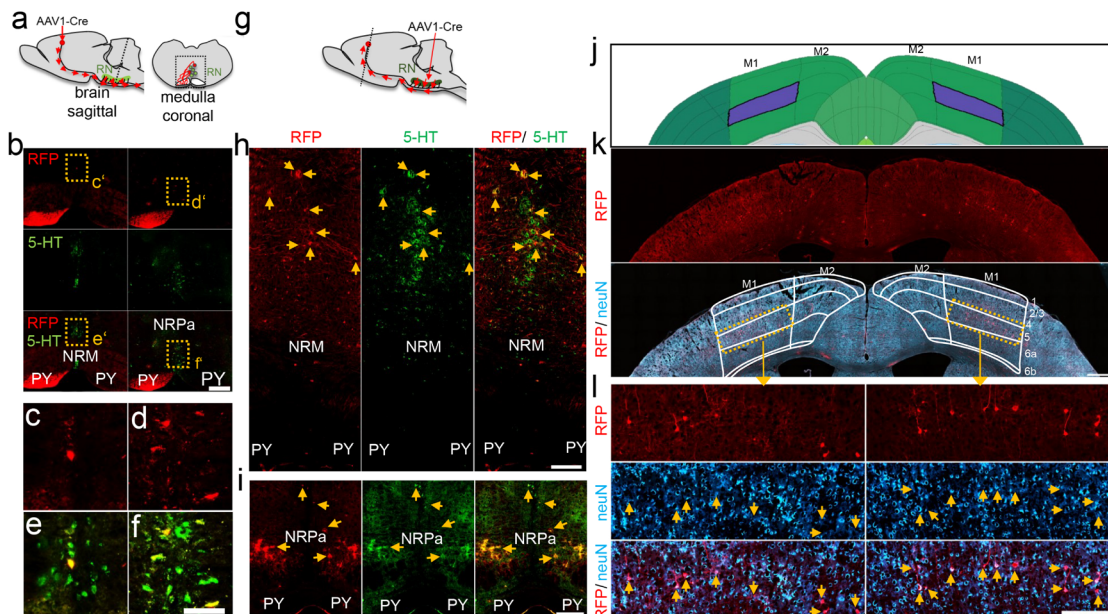 a
AAV1-Cre
RN
RN
brain
sagittal
medulla
coronal
g
AAV1-Cre
RN
b
RFP
c'
d'
5-HT
RFP
5-HT
e'
NRM
NRPa
f'
PY
PY
PY
PY
c
d
e
f
h
RFP
5-HT
RFP/ 5-HT
NRM
NRM
PY
PY
PY
PY
PY
PY
i
NRPa
NRPa
NRPa
PY
PY
PY
PY
PY
PY
j
M1
M2
M2
M1
k
RFP
RFP/neuN
M1
M2
M2
M1
1
2/3
4
5
6a
6b
l
RFP
neuN
RFP/neuN